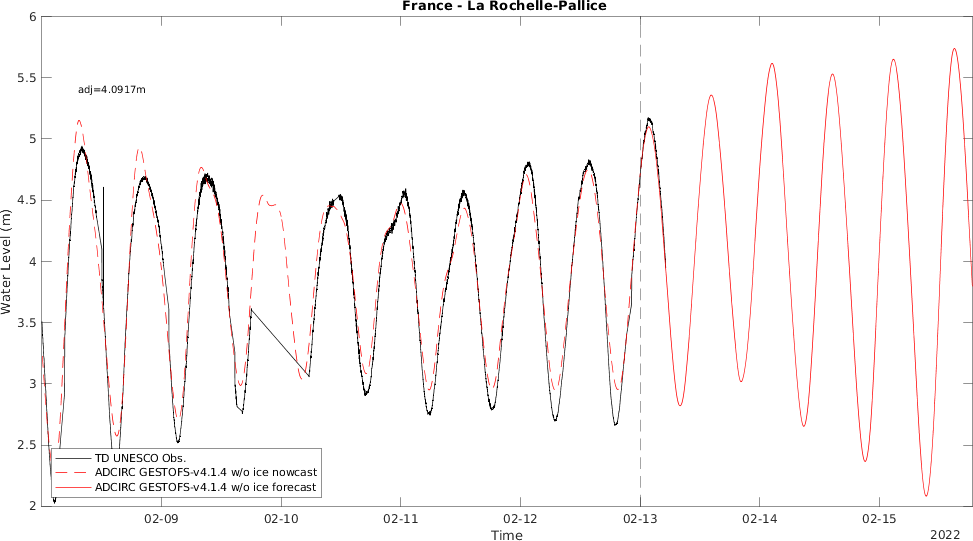 France - La Rochelle-Pallice
6
5.5
5
4.5
4
3.5
3
2.5
2
Water Level (m)
adj=4.0917m
TD UNESCO Obs.
ADCIRC GESTOFS-v4.1.4 w/o ice nowcast
ADCIRC GESTOFS-v4.1.4 w/o ice forecast
02-09
02-10
02-11
02-12
02-13
02-14
02-15
Time
2022